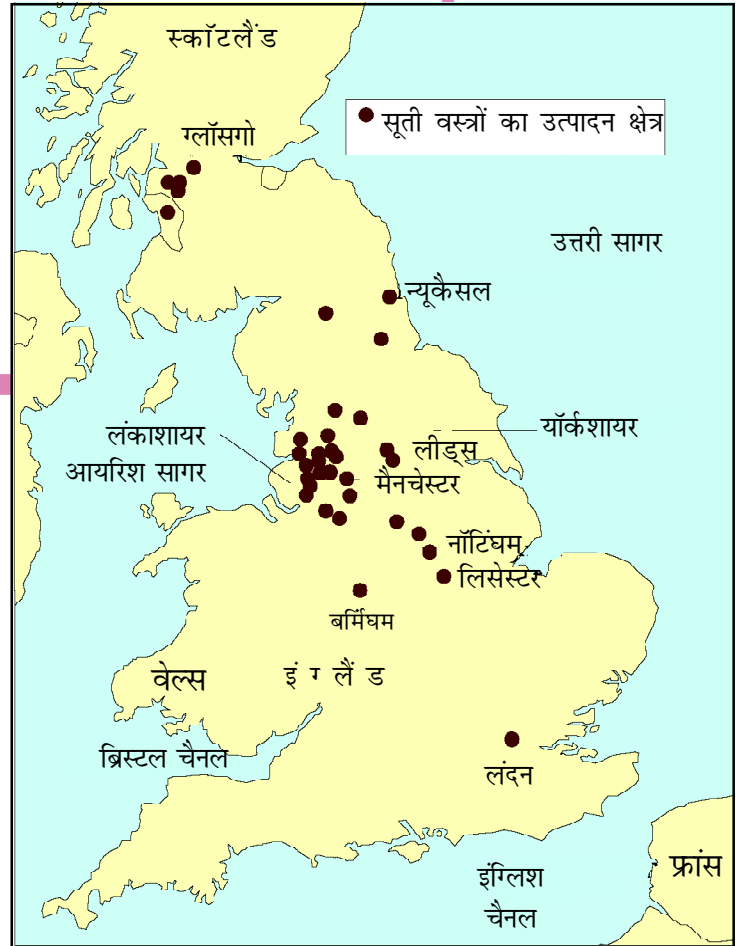 स्कॉटलैंड
ग्लॉसगो
सूती वस्त्रों का उत्पादन क्षेत्र
उत्तरी सागर
न्यूकैसल
लंकाशायर
यॉर्कशायर
लीड्स
आयरिश सागर
मैनचेस्टर
नॉटिंघम
लिसेस्टर
बर्मिंघम
वेल्स
इंग्लैंड
ब्रिस्टल चैनल
लंदन
फ्रांस
इंग्लिश
चैनल